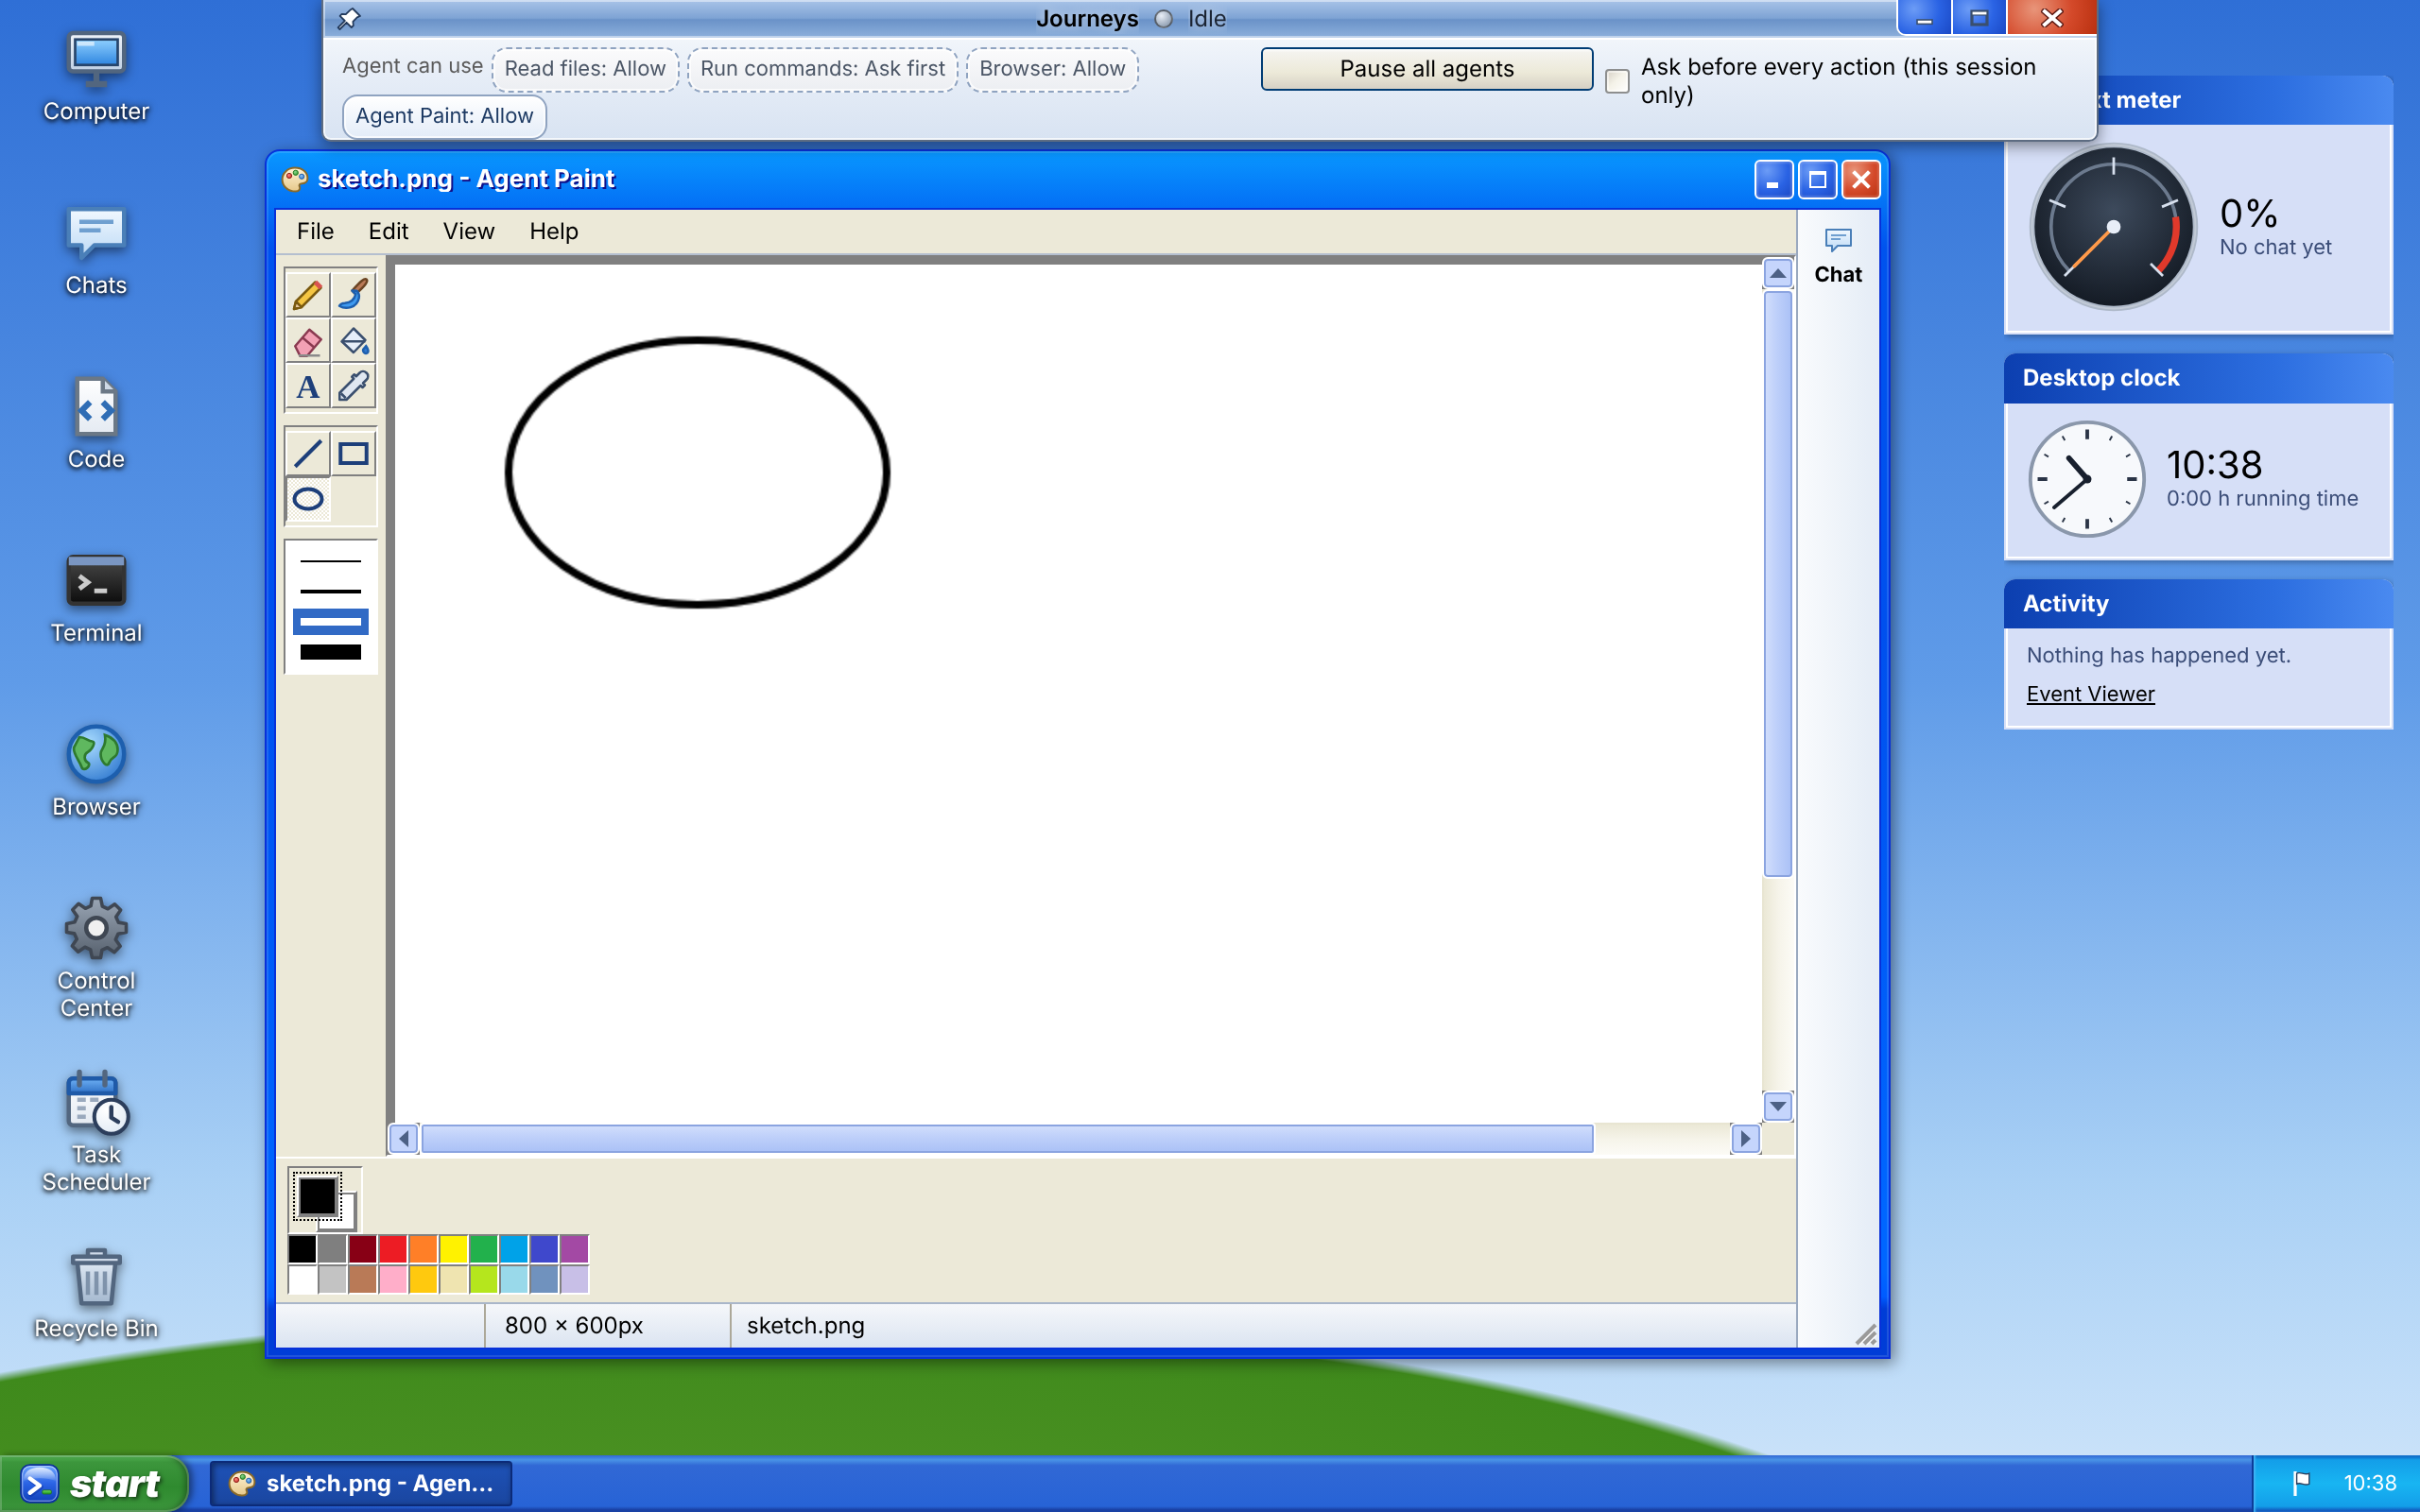 Journeys Idle
Agent can use Read files: Allow Run commands: Ask first Browser: Allow
Agent Paint: Allow
Pause all agents
Ask before every action (this session
only)
Computer
Chats
Code
Terminal
Browser
Control
Center
Task
Scheduler
Recycle Bin
sketch.png - Agent Paint
File Edit View Help
A
Chat
800 × 600px
sketch.png
meter
0%
No chat yet
Desktop clock
10:38
0:00 h running time
Activity
Nothing has happened yet.
Event Viewer
start
sketch.png - Agen...
10:38